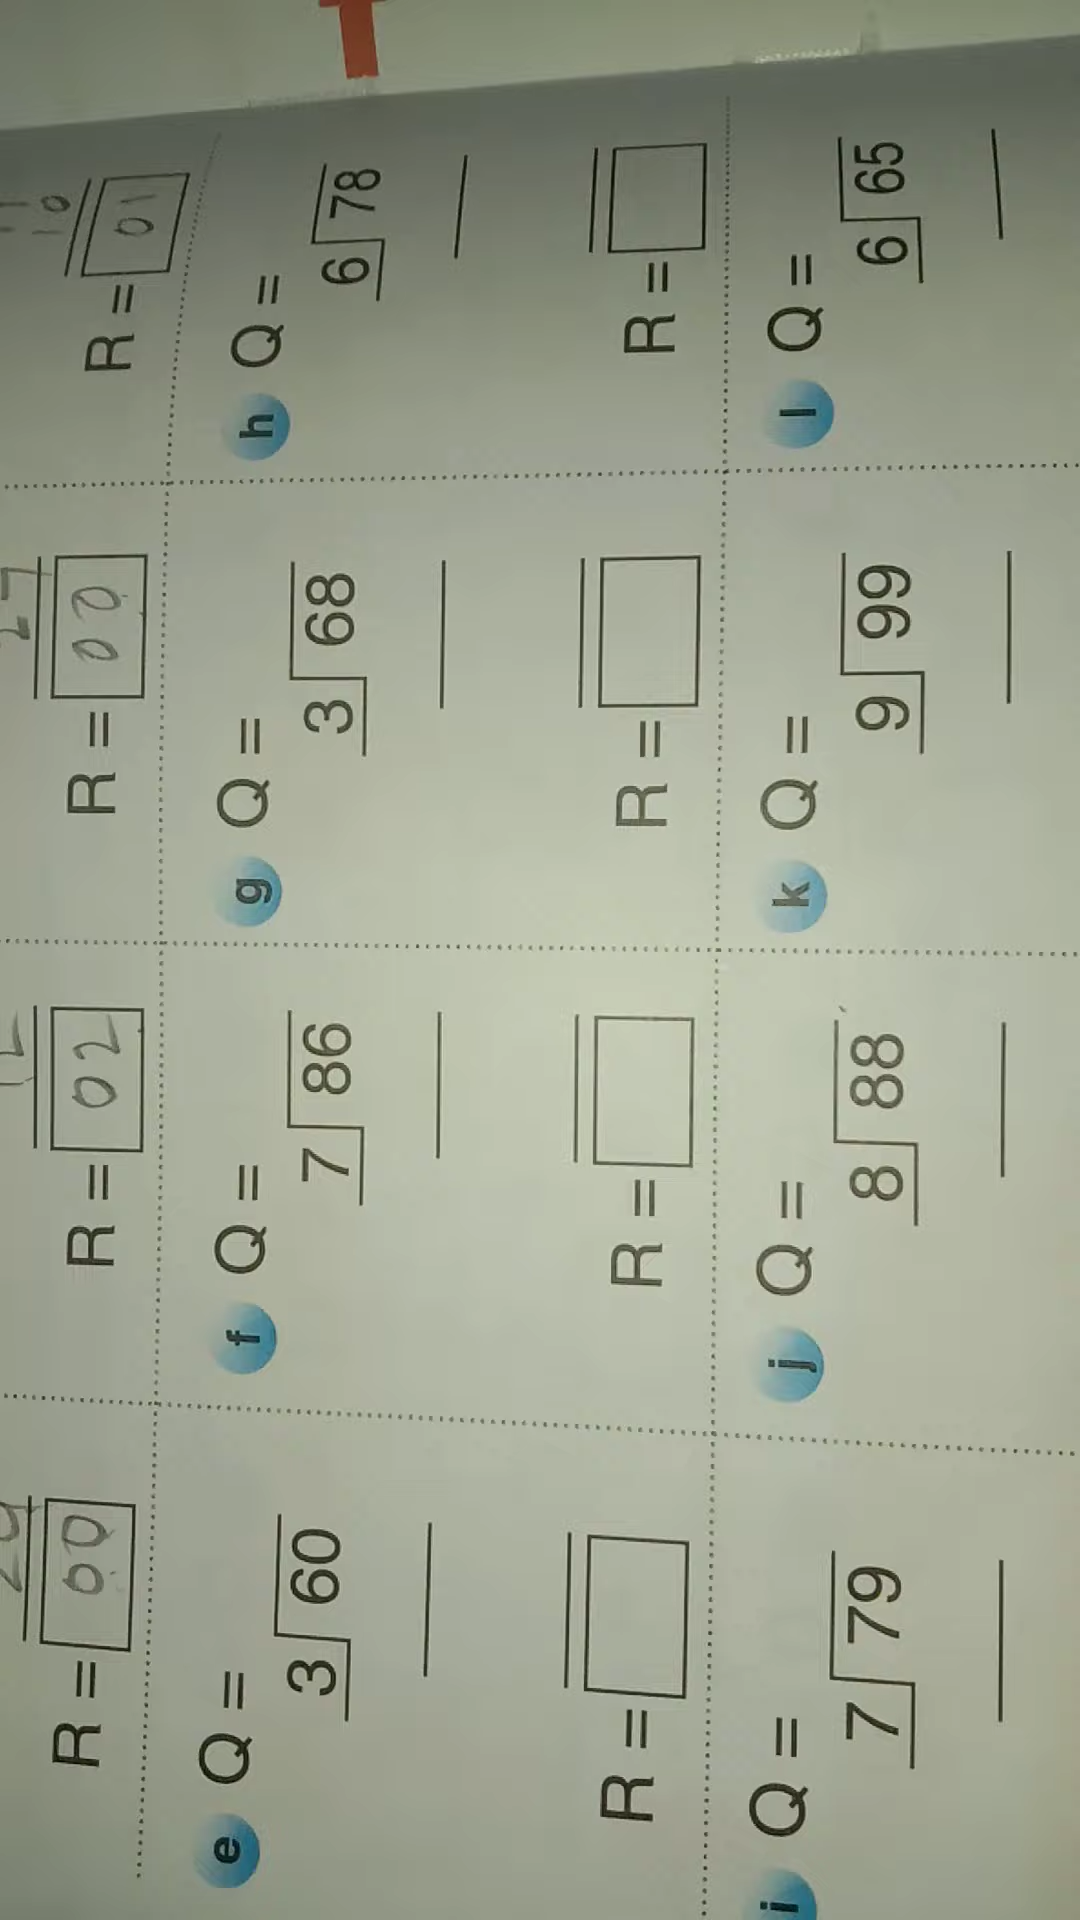 R = 00 R = 02 R = 00 R = 01
e Q = f Q = g Q = h Q =
3 60 7 86 3 68 6 78
R = R = R = R =
i Q = j Q = k Q = l Q =
7 79 8 88 9 99 6 65